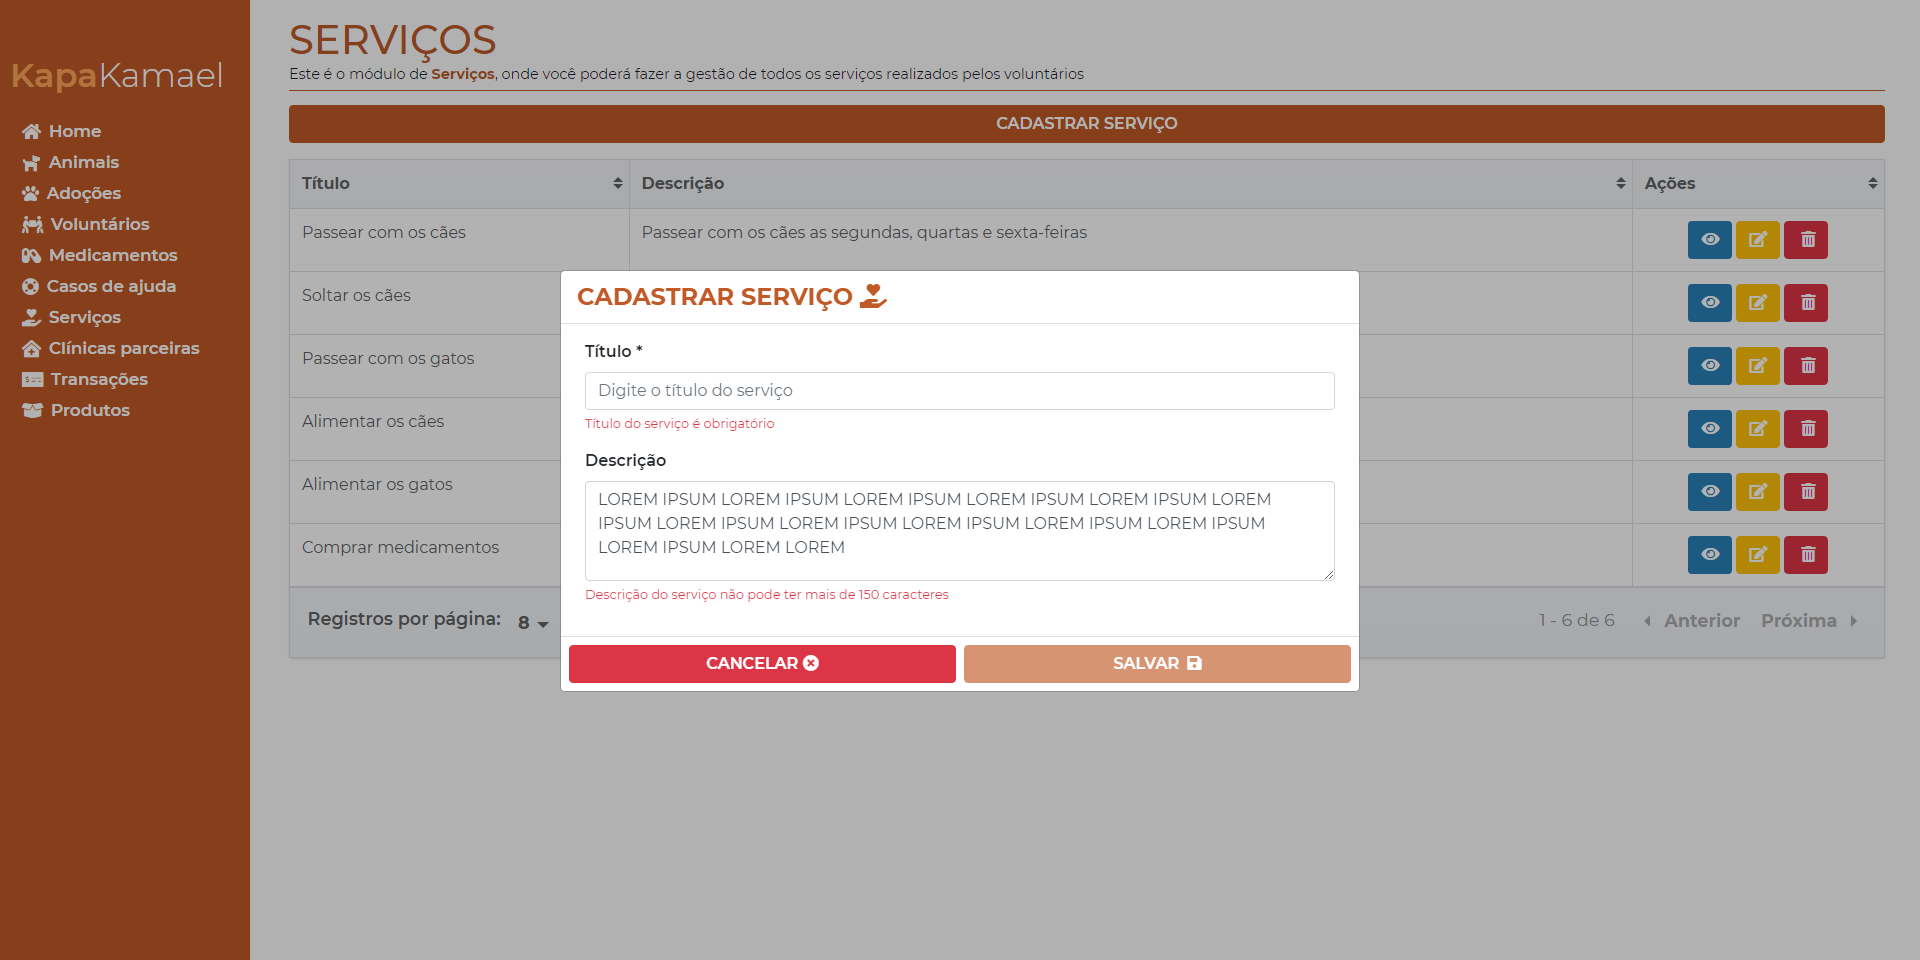 KapaKamael
Home
Animais
Adoções
Voluntários
Medicamentos
Casos de ajuda
Serviços
Clínicas parceiras
Transações
Produtos
SERVIÇOS
Este é o módulo de Serviços, onde você poderá fazer a gestão de todos os serviços realizados pelos voluntários
CADASTRAR SERVIÇO
Título Descrição Ações
Passear com os cães Passear com os cães as segundas, quartas e sexta-feiras
Soltar os cães
Passear com os gatos
Alimentar os cães
Alimentar os gatos
Comprar medicamentos
Registros por página: 8
1 - 6 de 6 Anterior Próxima
CADASTRAR SERVIÇO
Título *
Digite o título do serviço
Título do serviço é obrigatório
Descrição
LOREM IPSUM LOREM IPSUM LOREM IPSUM LOREM IPSUM LOREM IPSUM LOREM
IPSUM LOREM IPSUM LOREM IPSUM LOREM IPSUM LOREM IPSUM LOREM IPSUM
LOREM IPSUM LOREM LOREM
Descrição do serviço não pode ter mais de 150 caracteres
CANCELAR
SALVAR